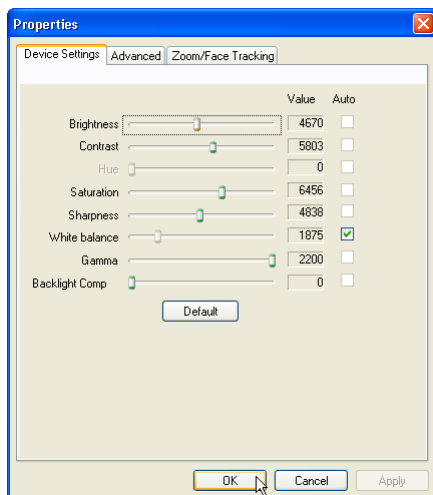 Properties
Device Settings Advanced Zoom/Face Tracking
Value Auto
Brightness 4670
Contrast 5803
Hue 0
Saturation 6456
Sharpness 4838
White balance 1875
Gamma 2200
Backlight Comp 0
Default
OK Cancel Apply